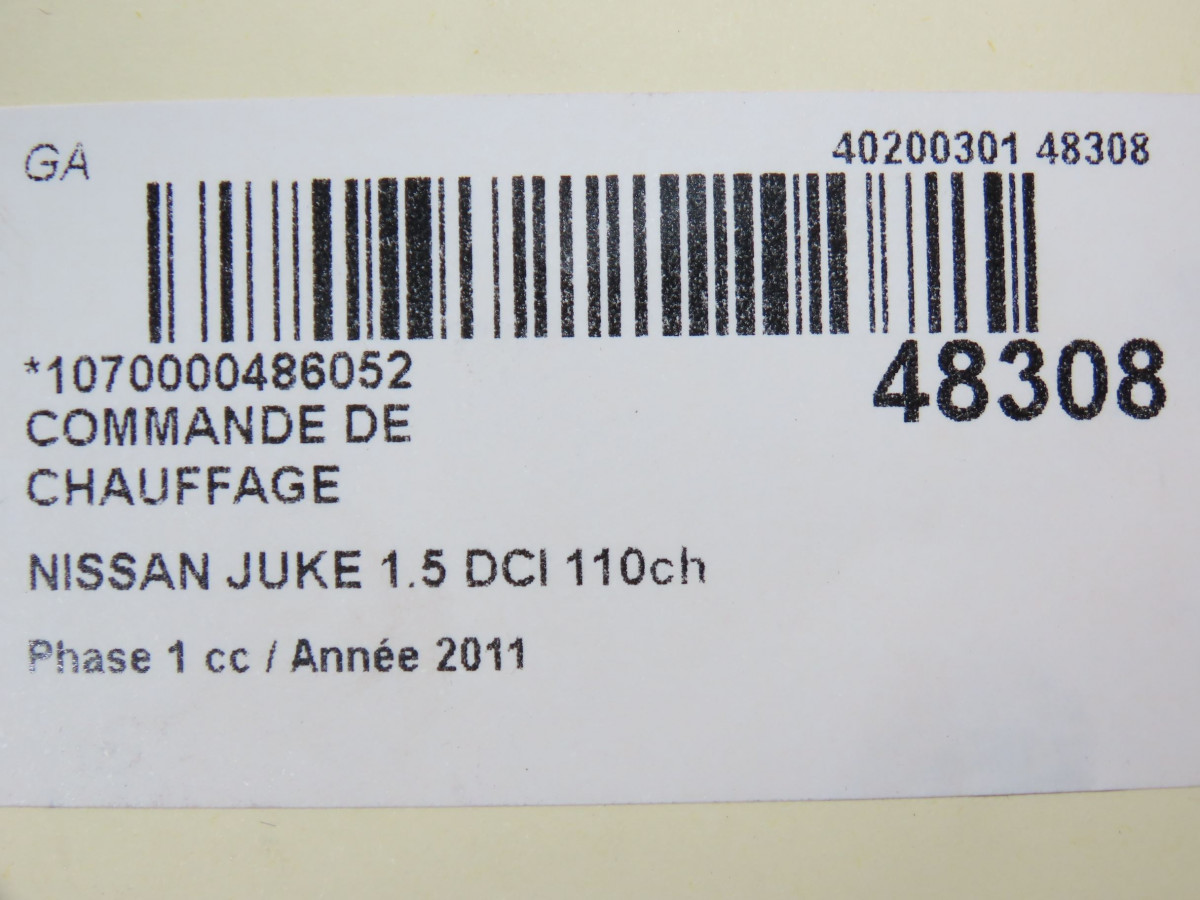 GA
40200301 48308
*1070000486052
48308
COMMANDE DE
CHAUFFAGE
NISSAN JUKE 1.5 DCI 110ch
Phase 1 cc / Année 2011